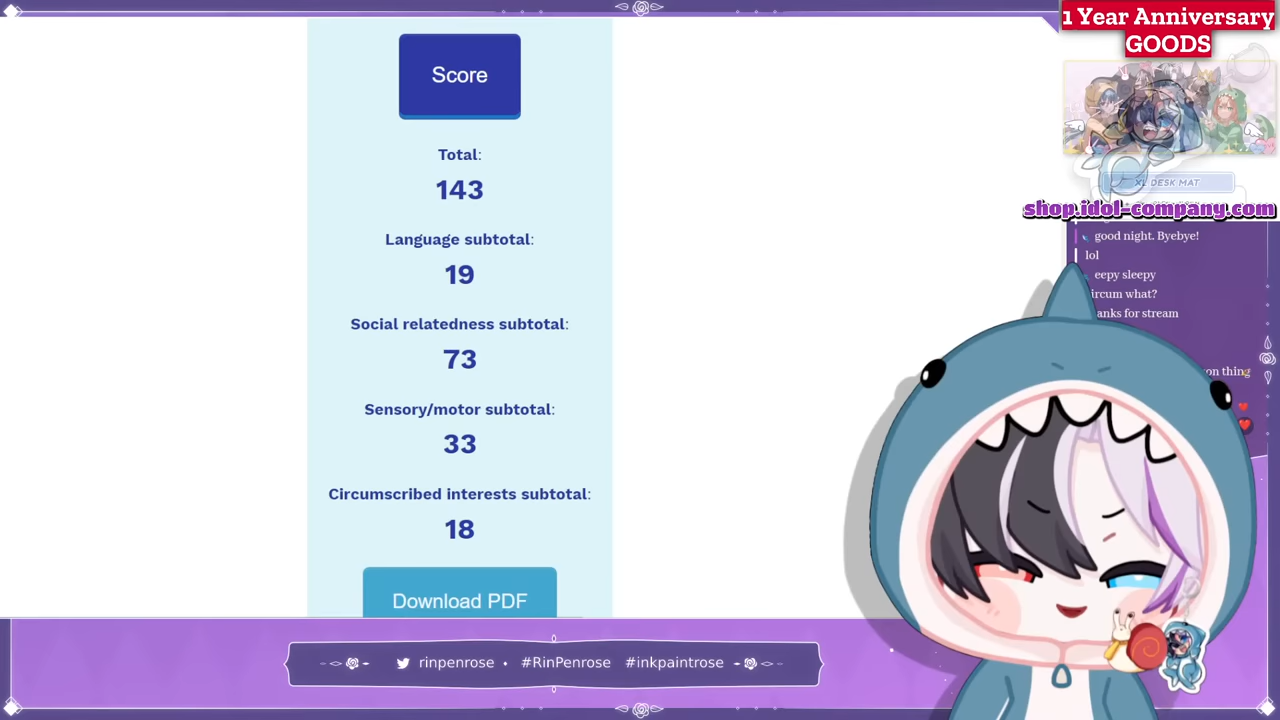 1 Year Anniversary
GOODS
XL DESK MAT
shop.idol-company.com
Score
Total:
143
Language subtotal:
19
Social relatedness subtotal:
73
Sensory/motor subtotal:
33
Circumscribed interests subtotal:
18
Download PDF
good night. Byebye!
lol
eepy sleepy
ircum what?
anks for stream
on thing
rinpenrose • #RinPenrose #inkpaintrose